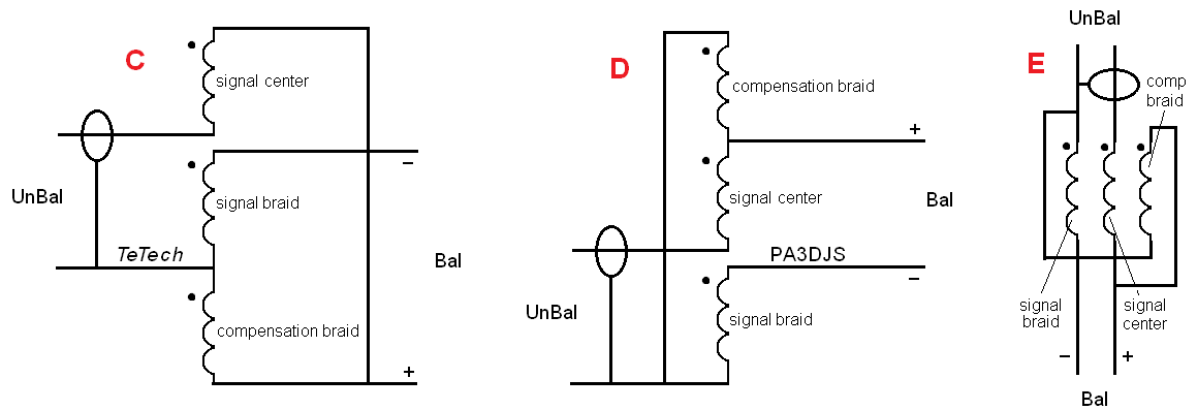 C
signal center
UnBal
–
signal braid
TeTech
Bal
compensation braid
+
D
compensation braid
+
signal center
Bal
PA3DJS
–
UnBal
signal braid
UnBal
E
comp
braid
signal
braid
signal
center
–
+
Bal